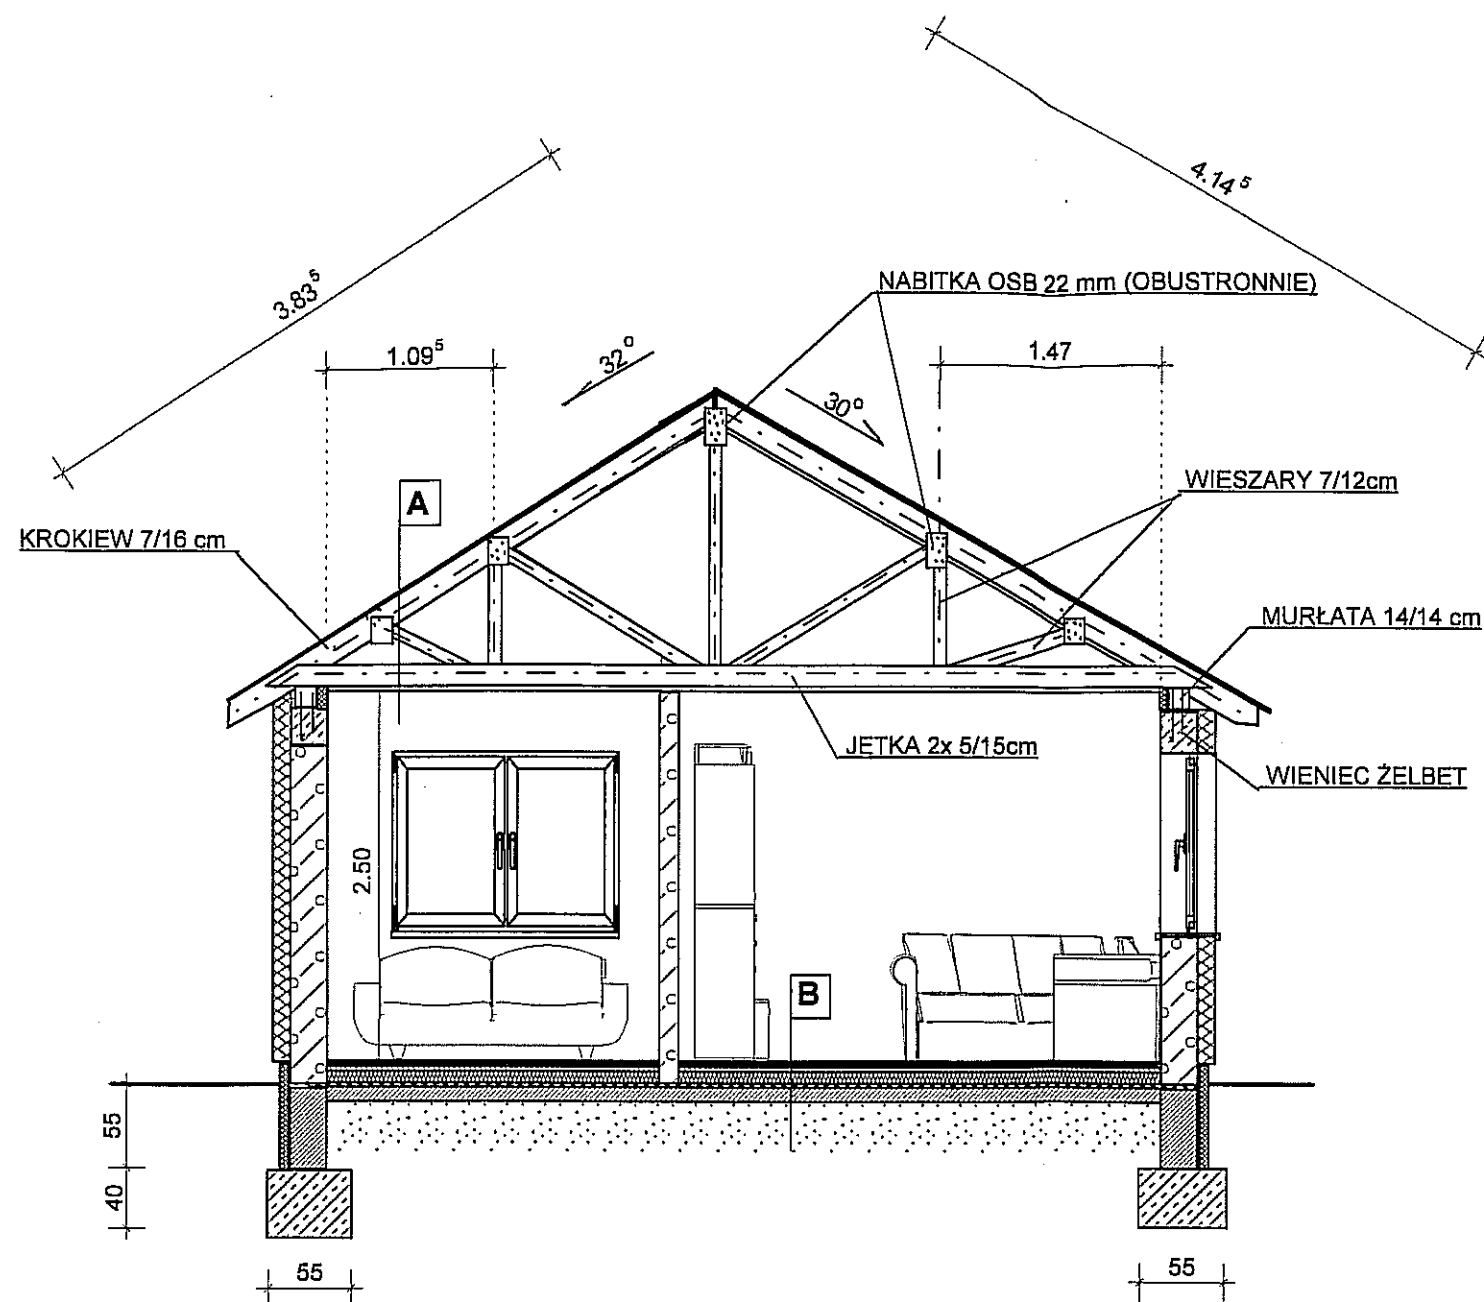 4.14⁵
3.83⁵
NABITKA OSB 22 mm (OBUSTRONNIE)
1.09⁵
32°
1.47
30°
A
WIESZARY 7/12cm
KROKIEW 7/16 cm
MURŁATA 14/14 cm
JĘTKA 2x 5/15cm
WIENIEC ŻELBET
2.50
B
55
40
55
55